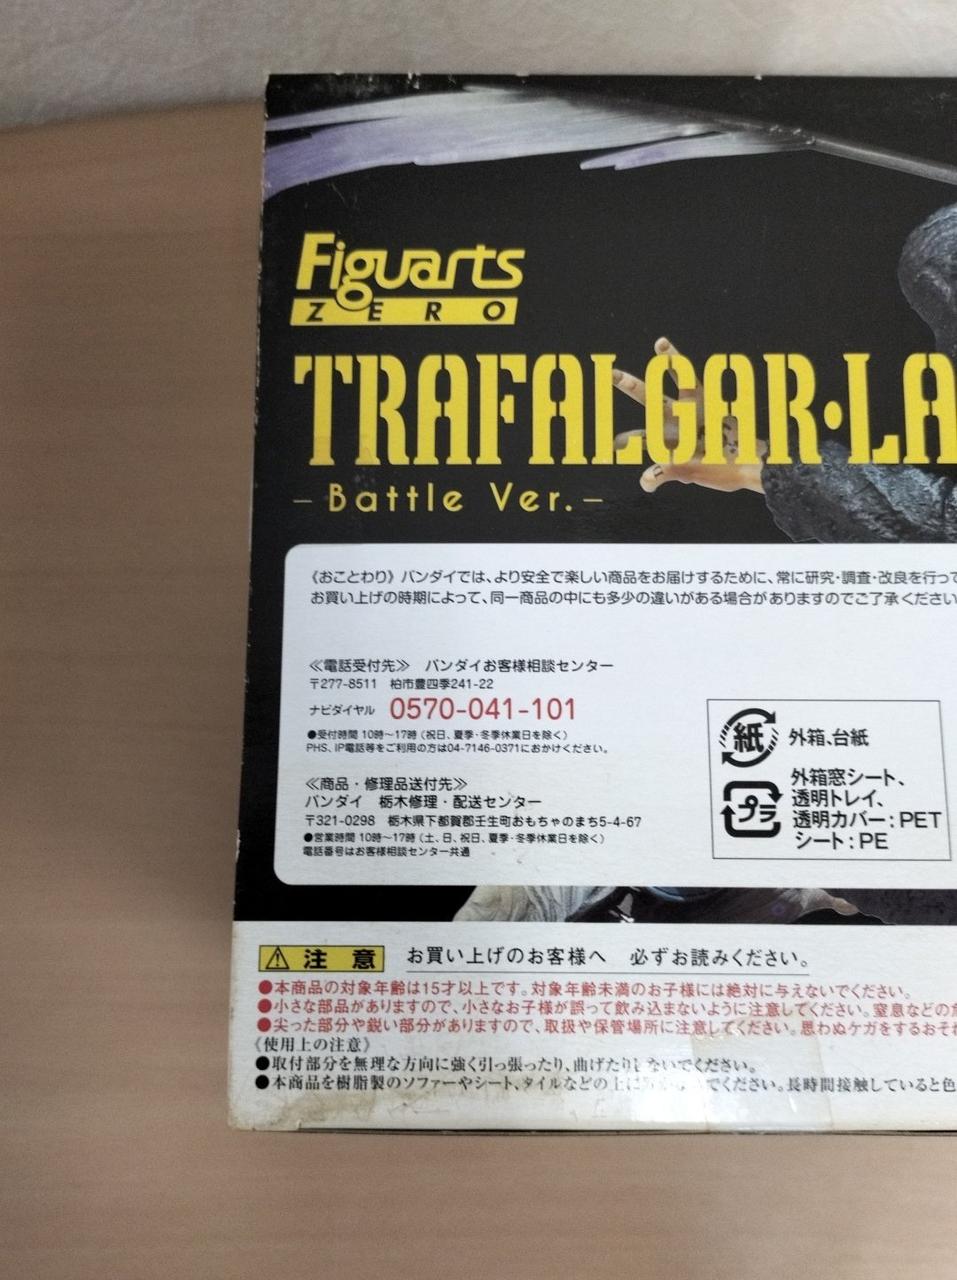 Figuarts
ZERO
TRAFALGAR・LA
－Battle Ver.－
《おことわり》バンダイでは、より安全で楽しい商品をお届けするために、常に研究・調査・改良を行って
お買い上げの時期によって、同一商品の中にも多少の違いがある場合がありますのでご了承ください
≪電話受付先≫　バンダイお客様相談センター
〒277-8511　柏市豊四季241-22
ナビダイヤル　0570-041-101
●受付時間 10時～17時（祝日、夏季・冬季休業日を除く）
PHS、IP電話等をご利用の方は04-7146-0371におかけください。
≪商品・修理品送付先≫
バンダイ　栃木修理・配送センター
〒321-0298　栃木県下都賀郡壬生町おもちゃのまち5-4-67
●営業時間 10時～17時（土、日、祝日、夏季・冬季休業日を除く）
電話番号はお客様相談センター共通
紙　外箱、台紙
プラ　外箱窓シート、
透明トレイ、
透明カバー：PET
シート：PE
注意　お買い上げのお客様へ　必ずお読みください。
●本商品の対象年齢は15才以上です。対象年齢未満のお子様には絶対に与えないでください。
●小さな部品がありますので、小さなお子様が誤って飲み込まないように注意してください。窒息などの
●尖った部分や鋭い部分がありますので、取扱や保管場所に注意してください。思わぬケガをするおそれ
《使用上の注意》
●取付部分を無理な方向に強く引っ張ったり、曲げたりしないでください。
●本商品を樹脂製のソファーやシート、タイルなどの上に でください。長時間接触していると色